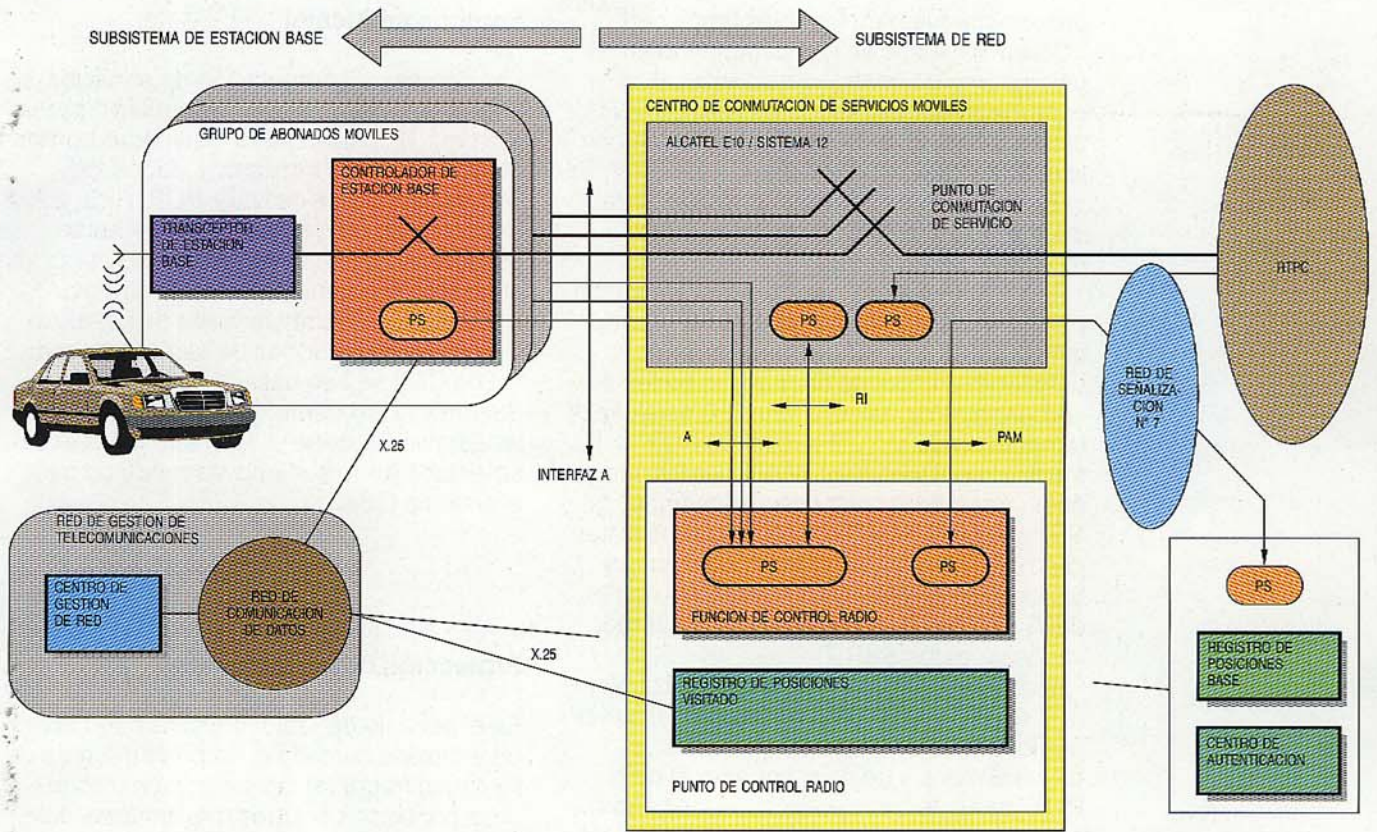 SUBSISTEMA DE ESTACION BASE
SUBSISTEMA DE RED
GRUPO DE ABONADOS MOVILES
CONTROLADOR DE
ESTACION BASE
TRANSCEPTOR
DE ESTACION
BASE
PS
X.25
INTERFAZ A
CENTRO DE CONMUTACION DE SERVICIOS MOVILES
ALCATEL E10 / SISTEMA 12
PUNTO DE
CONMUTACION
DE SERVICIO
PS
PS
RI
A
PAM
PS
PS
FUNCION DE CONTROL RADIO
REGISTRO DE POSICIONES
VISITADO
PUNTO DE CONTROL RADIO
RTPC
RED DE
SEÑALIZA-
CION
N° 7
PS
REGISTRO DE
POSICIONES
BASE
CENTRO DE
AUTENTICACION
RED DE GESTION DE
TELECOMUNICACIONES
CENTRO DE
GESTION
DE RED
RED DE
COMUNICACION
DE DATOS
X.25